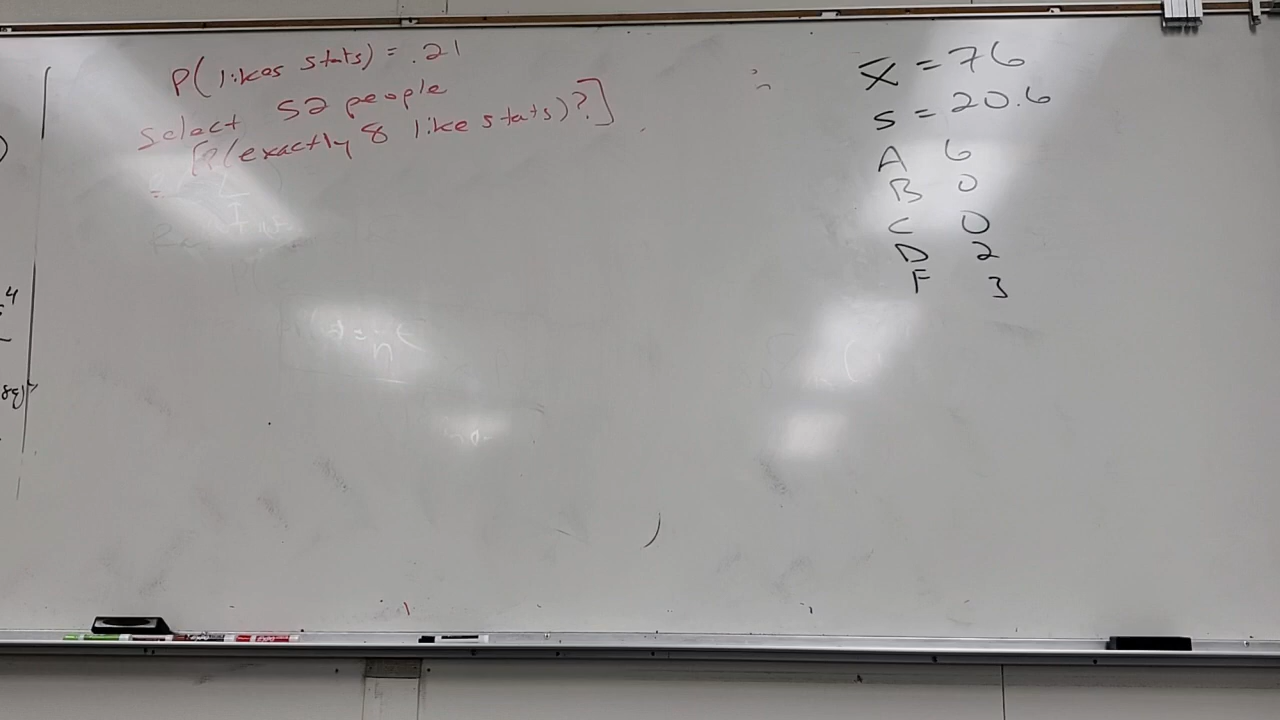 P(likes stats) = .21
Select 52 people
[P(exactly 8 like stats)?]
x̄ = 76
s = 20.6
A 6
B 0
C 0
D 2
F 3